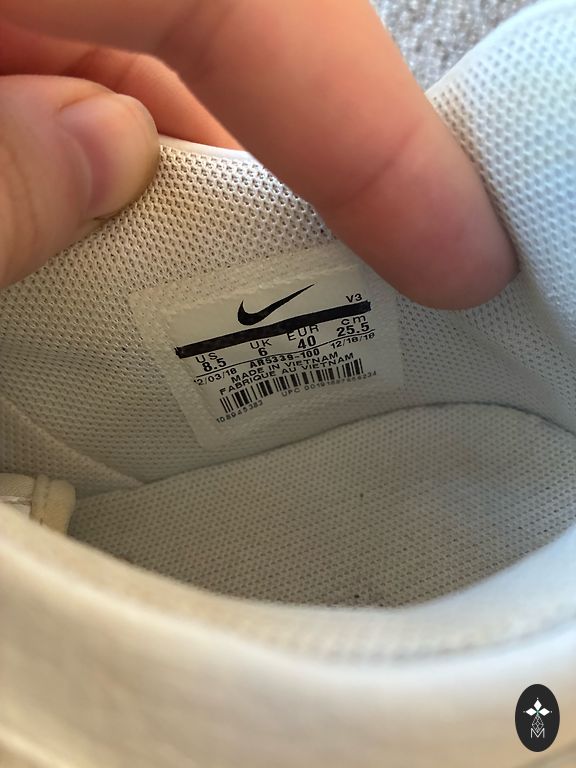 V3
US UK EUR cm
8.5 6 40 25.5
12/03/18 AR5339-100 12/18/18
MADE IN VIETNAM
FABRIQUE AU VIETNAM
UPC
M